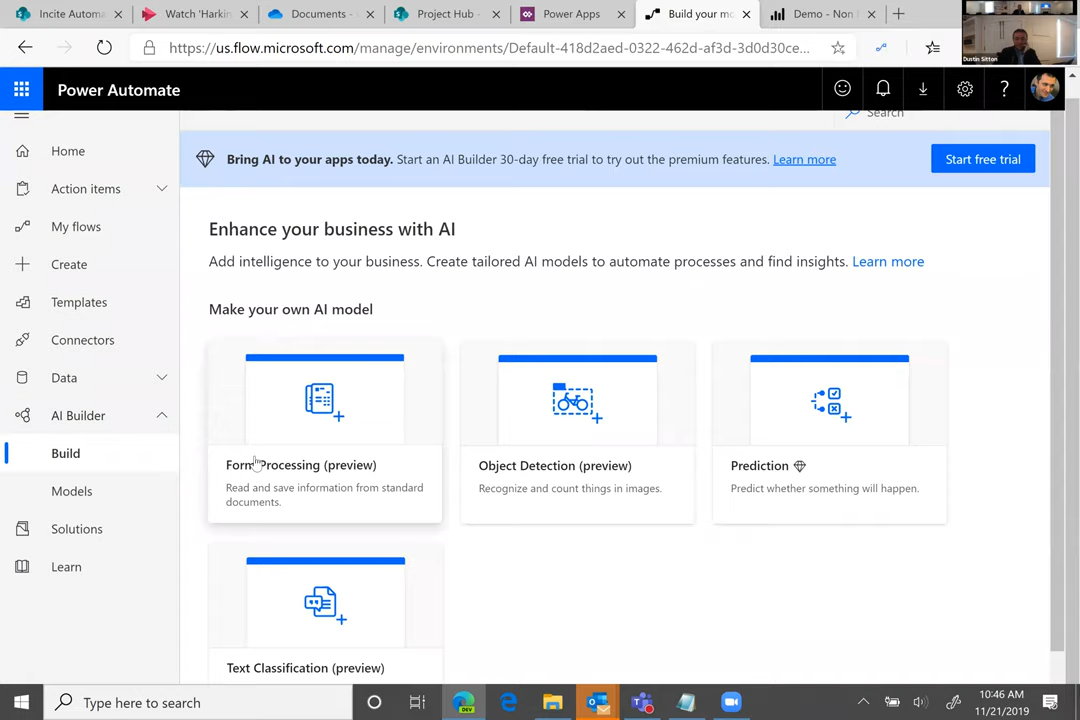 Incite Automa
Watch 'Harkin
Documents -
Project Hub -
Power Apps
Build your mo
Demo - Non
https://us.flow.microsoft.com/manage/environments/Default-418d2aed-0322-462d-af3d-3d0d30ce...
Dustin Sitton
Power Automate
Search
Home
Action items
My flows
Create
Templates
Connectors
Data
AI Builder
Build
Models
Solutions
Learn
Bring AI to your apps today. Start an AI Builder 30-day free trial to try out the premium features. Learn more
Start free trial
Enhance your business with AI
Add intelligence to your business. Create tailored AI models to automate processes and find insights. Learn more
Make your own AI model
Form Processing (preview)
Read and save information from standard
documents.
Object Detection (preview)
Recognize and count things in images.
Prediction
Predict whether something will happen.
Text Classification (preview)
Type here to search
DEV
10:46 AM
11/21/2019